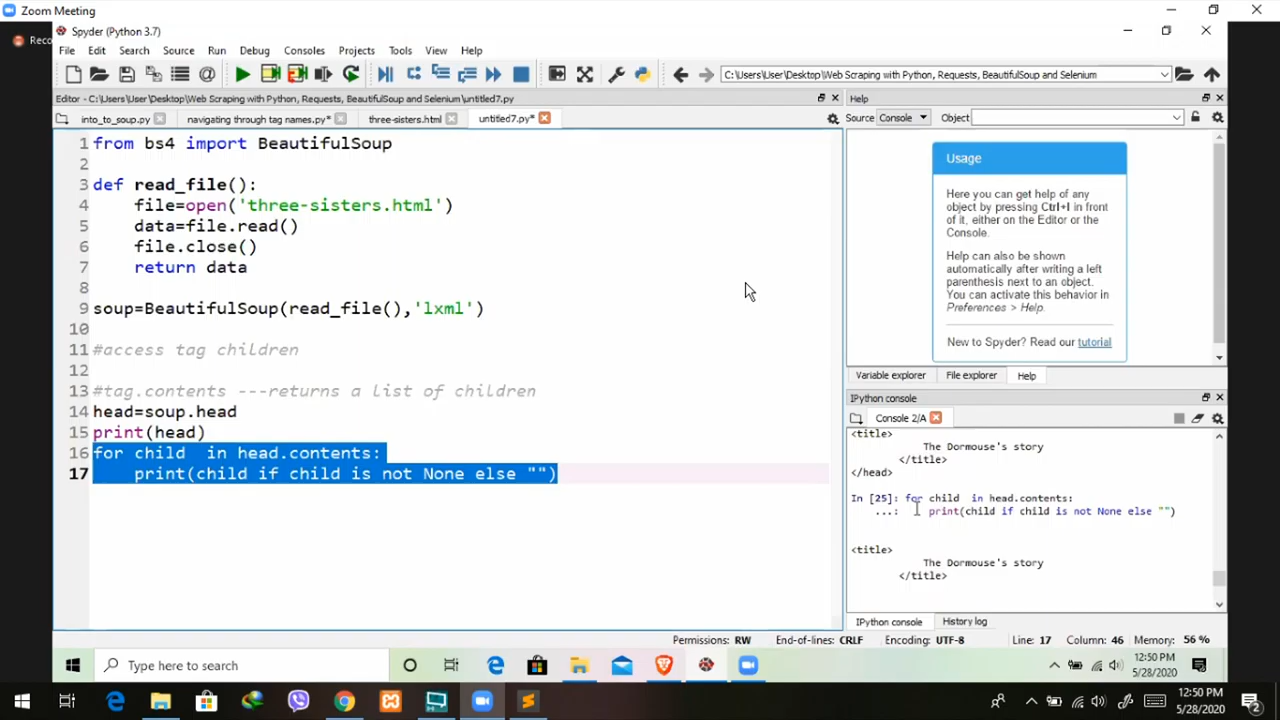 Zoom Meeting
Reco
Spyder (Python 3.7)
File Edit Search Source Run Debug Consoles Projects Tools View Help
C:\Users\User\Desktop\Web Scraping with Python, Requests, BeautifulSoup and Selenium
Editor - C:\Users\User\Desktop\Web Scraping with Python, Requests, BeautifulSoup and Selenium\untitled7.py
into_to_soup.py navigating through tag names.py* three-sisters.html untitled7.py*
1 from bs4 import BeautifulSoup
2
3 def read_file():
4 file=open('three-sisters.html')
5 data=file.read()
6 file.close()
7 return data
8
9 soup=BeautifulSoup(read_file(),'lxml')
10
11 #access tag children
12
13 #tag.contents ---returns a list of children
14 head=soup.head
15 print(head)
16 for child  in head.contents:
17 print(child if child is not None else "")
Help
Source Console Object
Usage
Here you can get help of any
object by pressing Ctrl+I in front
of it, either on the Editor or the
Console.
Help can also be shown
automatically after writing a left
parenthesis next to an object.
You can activate this behavior in
Preferences > Help.
New to Spyder? Read our tutorial
Variable explorer File explorer Help
IPython console
Console 2/A
<title>
The Dormouse's story
</title>
</head>
In [25]: for child  in head.contents:
...: print(child if child is not None else "")
<title>
The Dormouse's story
</title>
IPython console History log
Permissions: RW End-of-lines: CRLF Encoding: UTF-8 Line: 17 Column: 46 Memory: 56 %
Type here to search
12:50 PM
5/28/2020
12:50 PM
5/28/2020
2